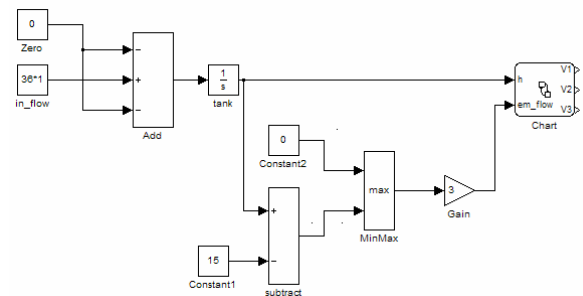 0
Zero
36*1
in_flow
−
+
−
Add
1
s
tank
h
em_flow
V1
V2
V3
Chart
0
Constant2
max
MinMax
3
Gain
+
−
subtract
15
Constant1